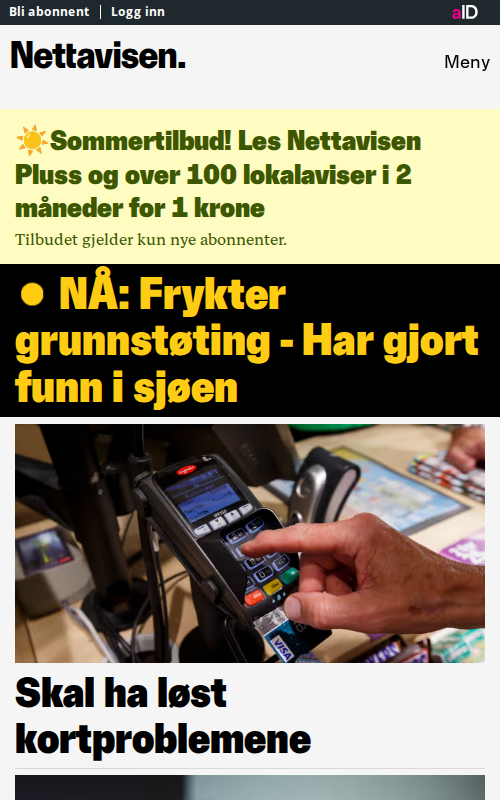 Bli abonnent
Logg inn
aID
Nettavisen.
Meny
Sommertilbud! Les Nettavisen
Pluss og over 100 lokalaviser i 2
måneder for 1 krone
Tilbudet gjelder kun nye abonnenter.
NÅ: Frykter
grunnstøting - Har gjort
funn i sjøen
VISA
Skal ha løst
kortproblemene